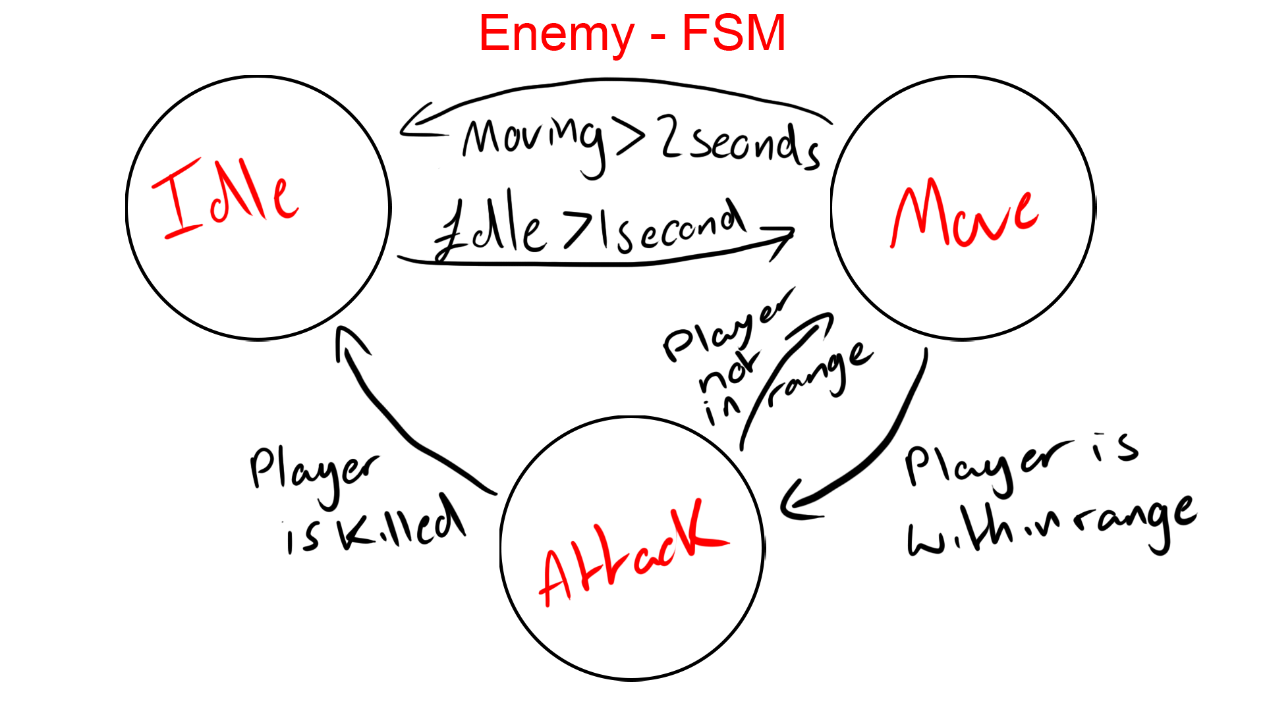 Enemy - FSM
Moving > 2 seonds
Idle
Idle > 1 second
Move
Player
not
in range
Player
is killed
Player is
within range
Attack